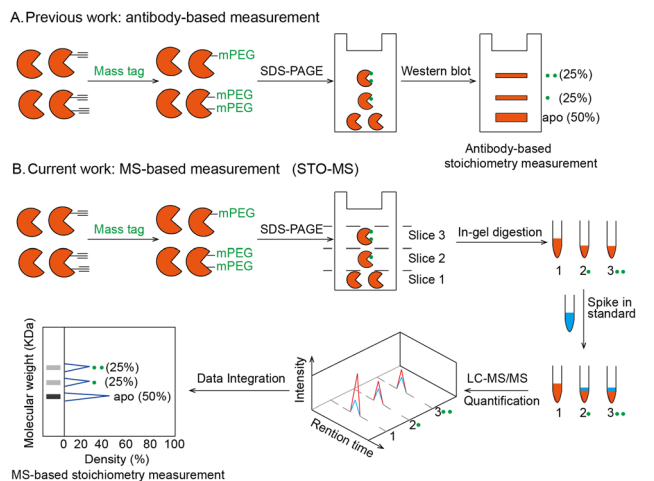 A. Previous work: antibody-based measurement
Mass tag
mPEG
mPEG
mPEG
SDS-PAGE
Western blot
(25%)
(25%)
apo (50%)
Antibody-based
stoichiometry measurement
B. Current work: MS-based measurement (STO-MS)
Mass tag
mPEG
mPEG
mPEG
SDS-PAGE
Slice 3
Slice 2
Slice 1
In-gel digestion
1 2 3
Spike in
standard
LC-MS/MS
Quantification
1 2 3
Intensity
Rention time
1
2
3
Data Integration
Molecular weight (KDa)
(25%)
(25%)
apo (50%)
0 20 40 60 80 100
Density (%)
MS-based stoichiometry measurement